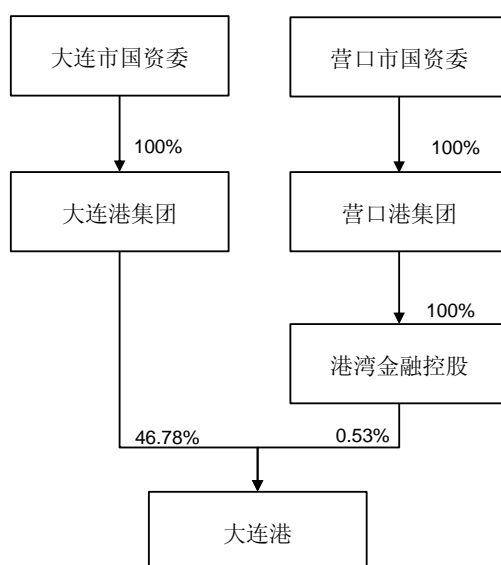 大连市国资委
营口市国资委
100%
100%
大连港集团
营口港集团
100%
港湾金融控股
46.78%
0.53%
大连港